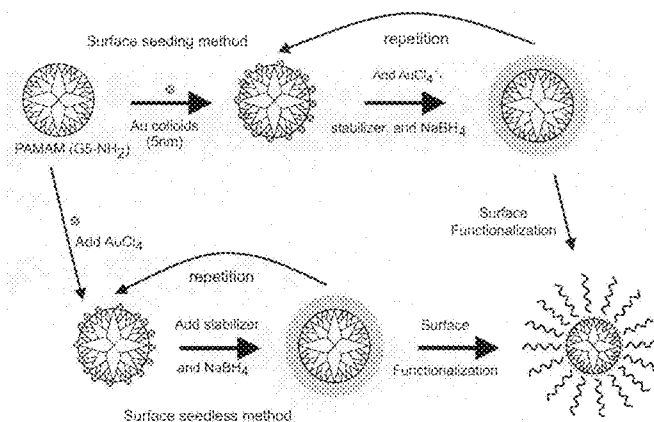 Surface seeding method
repetition
Au colloids
(5nm)
Add AuCl4-,
stabilizer, and NaBH4
PAMAM (G5-NH2)
Surface
Functionalization
Add AuCl4
repetition
Add stabilizer
and NaBH4
Surface
Functionalization
Surface seedless method